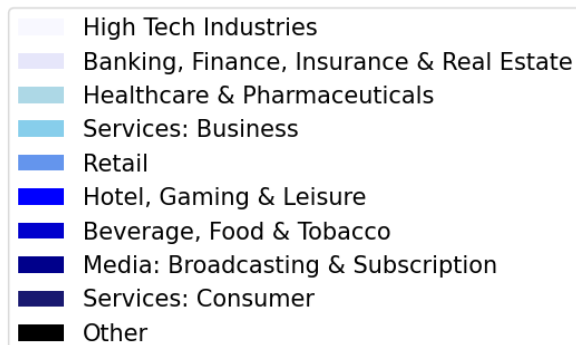 High Tech Industries
Banking, Finance, Insurance & Real Estate
Healthcare & Pharmaceuticals
Services: Business
Retail
Hotel, Gaming & Leisure
Beverage, Food & Tobacco
Media: Broadcasting & Subscription
Services: Consumer
Other